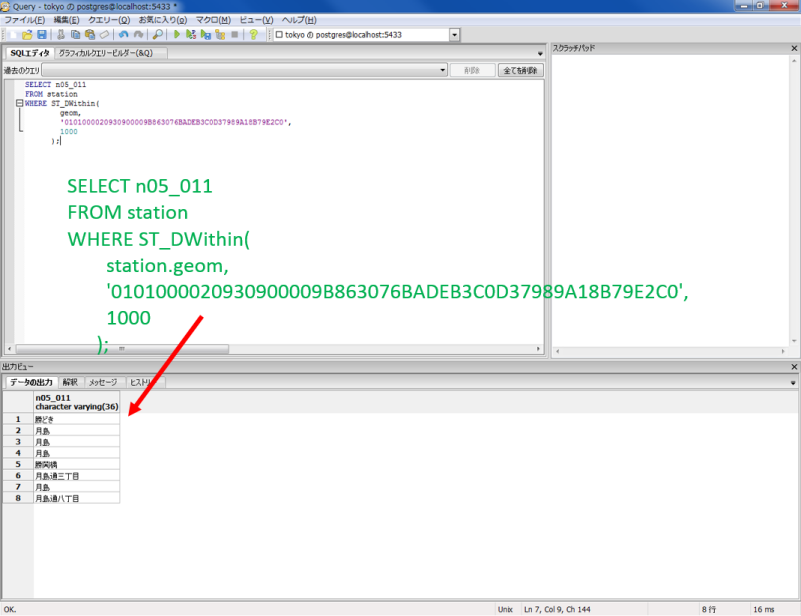 Query - tokyo の postgres@localhost:5433 *
ファイル(F) 編集(E) クエリー(Q) お気に入り(o) マクロ(M) ビュー(V) ヘルプ(H)
tokyo の postgres@localhost:5433
SQLエディタ グラフィカルクエリービルダー(&Q)
過去のクエリ 削除 全てを削除
SELECT n05_011
FROM station
WHERE ST_DWithin(
geom,
'0101000020930900009B863076BADEB3C0D37989A18B79E2C0',
1000
);
SELECT n05_011
FROM station
WHERE ST_DWithin(
station.geom,
'0101000020930900009B863076BADEB3C0D37989A18B79E2C0',
1000
);
スクラッチパッド
出力ビュー
データの出力 解釈 メッセージ ヒストリ
n05_011
character varying(36)
1 勝どき
2 月島
3 月島
4 月島
5 勝鬨橋
6 月島通三丁目
7 月島
8 月島通八丁目
OK. Unix Ln 7, Col 9, Ch 144 8 行 16 ms